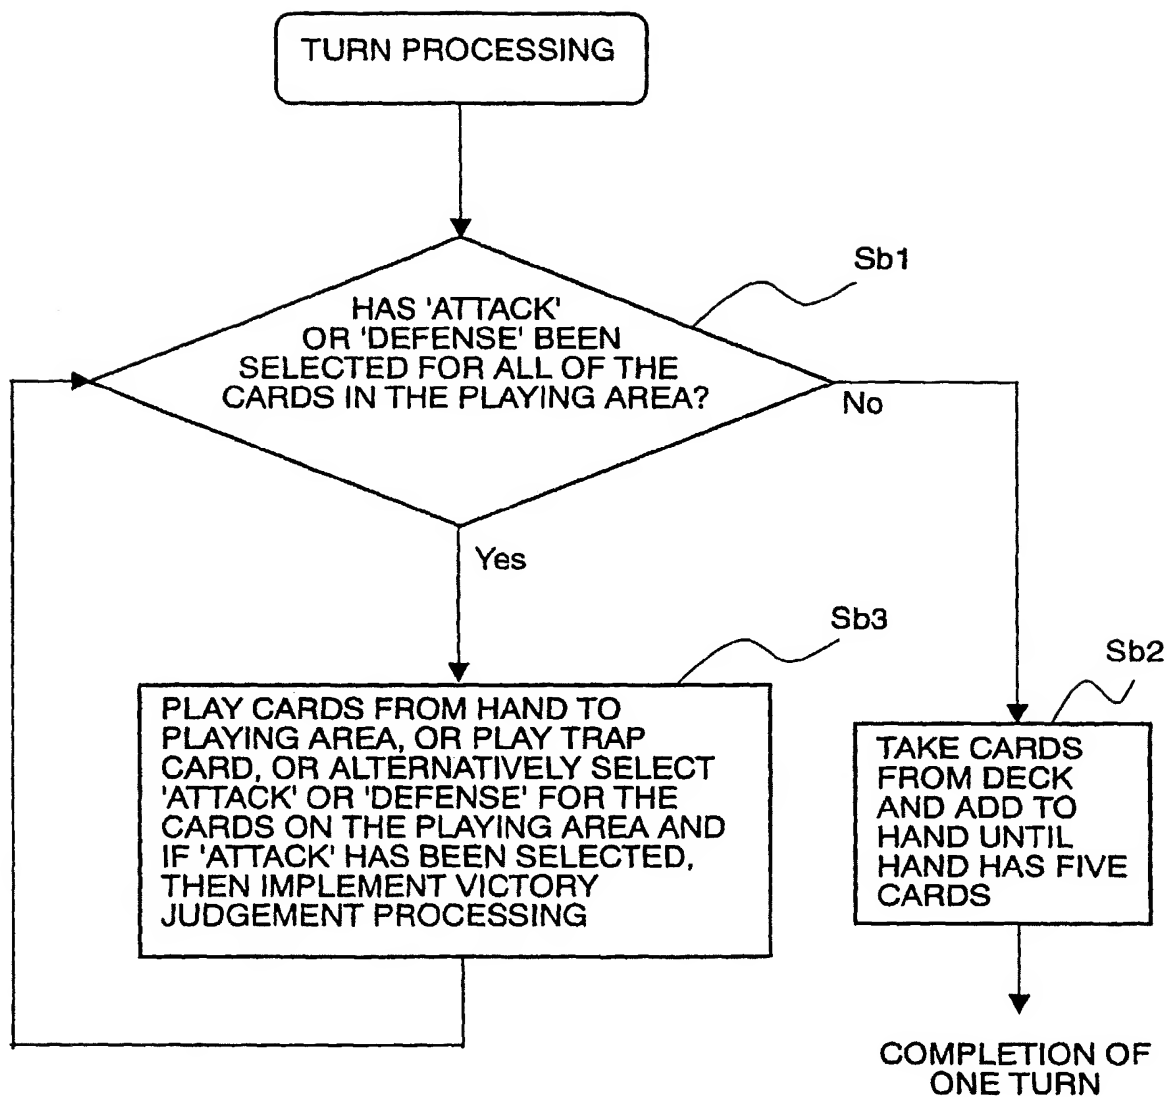 TURN PROCESSING
Sb1
HAS 'ATTACK'
OR 'DEFENSE' BEEN
SELECTED FOR ALL OF THE
CARDS IN THE PLAYING AREA?
No
Yes
Sb3
PLAY CARDS FROM HAND TO
PLAYING AREA, OR PLAY TRAP
CARD, OR ALTERNATIVELY SELECT
'ATTACK' OR 'DEFENSE' FOR THE
CARDS ON THE PLAYING AREA AND
IF 'ATTACK' HAS BEEN SELECTED,
THEN IMPLEMENT VICTORY
JUDGEMENT PROCESSING
Sb2
TAKE CARDS
FROM DECK
AND ADD TO
HAND UNTIL
HAND HAS FIVE
CARDS
COMPLETION OF
ONE TURN